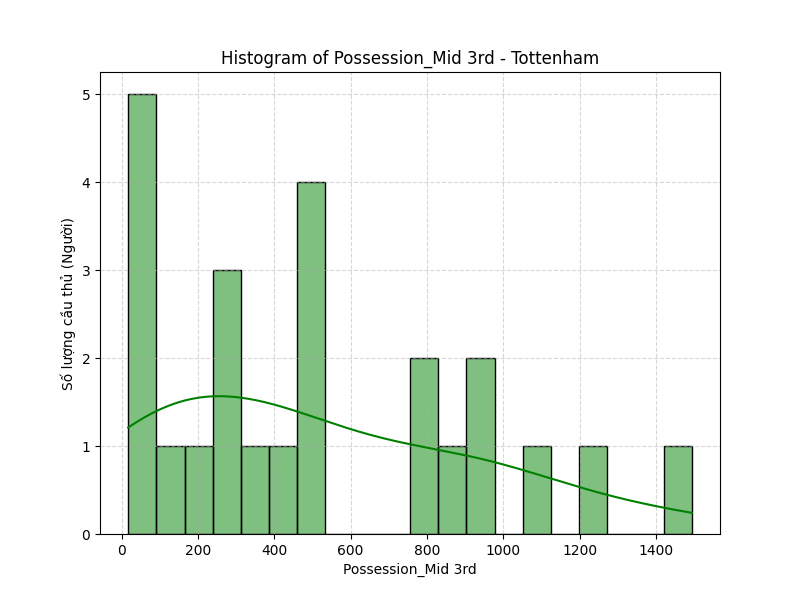 Histogram of Possession_Mid 3rd - Tottenham
Số lượng cầu thủ (Người)
5
4
3
2
1
0
0 200 400 600 800 1000 1200 1400
Possession_Mid 3rd